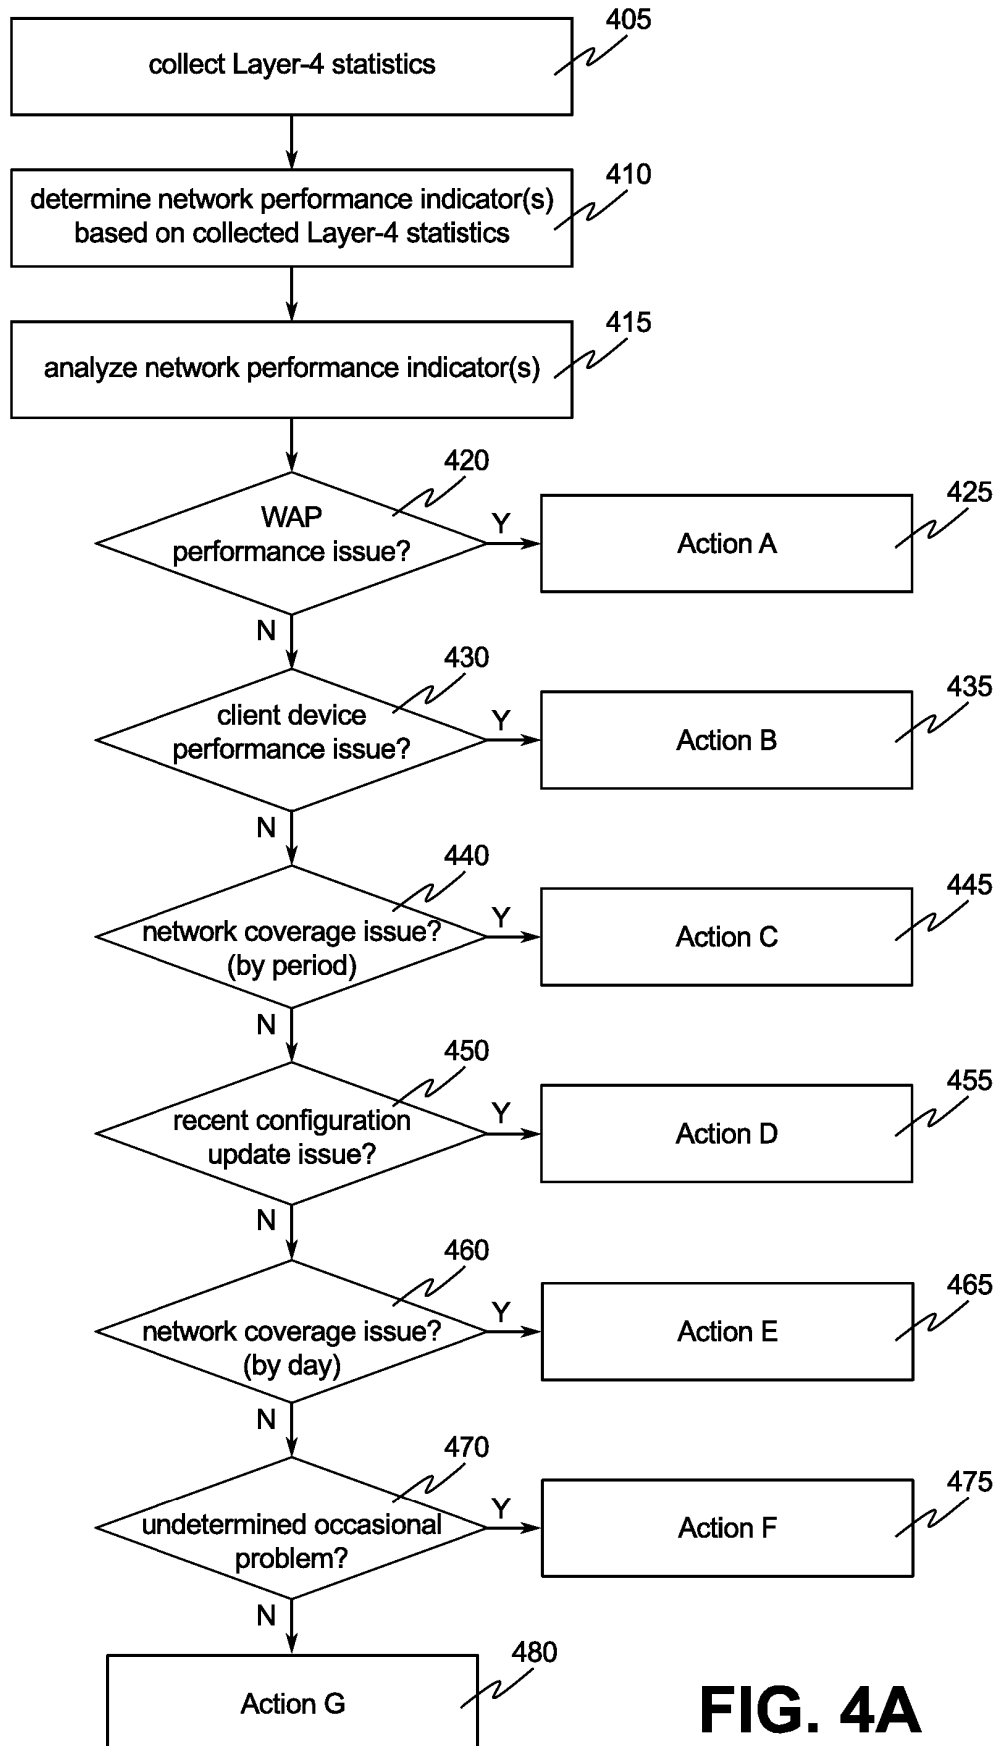 405
collect Layer-4 statistics
410
determine network performance indicator(s)
based on collected Layer-4 statistics
415
analyze network performance indicator(s)
420
WAP
performance issue?
Y
425
Action A
N
430
client device
performance issue?
Y
435
Action B
N
440
network coverage issue?
(by period)
Y
445
Action C
N
450
recent configuration
update issue?
Y
455
Action D
N
460
network coverage issue?
(by day)
Y
465
Action E
N
470
undetermined occasional
problem?
Y
475
Action F
N
480
Action G
FIG. 4A